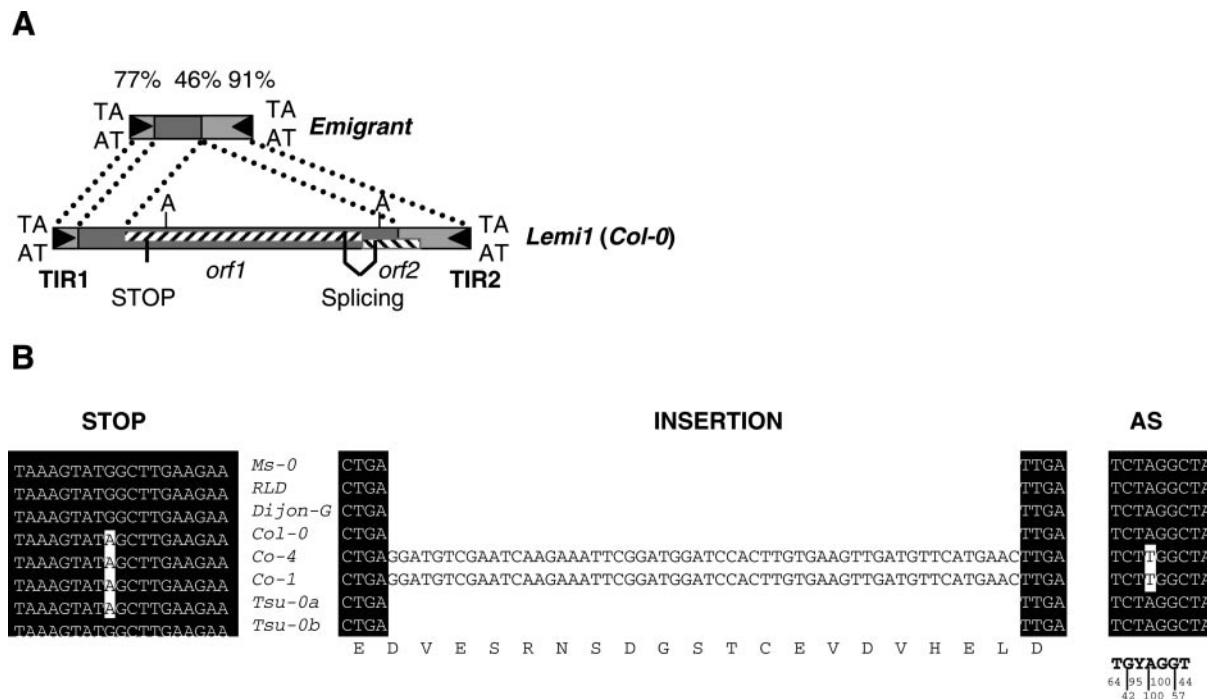 A
77% 46% 91%
TA TA
AT Emigrant AT
A A
TA TA
AT Lemi1 (Col-0) AT
TIR1 orf1 orf2 TIR2
STOP Splicing
B
STOP INSERTION AS
TAAAGTATGGCTTGAAGAA Ms-0 CTGA TTGA TCTAGGCTA
TAAAGTATGGCTTGAAGAA RLD CTGA TTGA TCTAGGCTA
TAAAGTATGGCTTGAAGAA Dijon-G CTGA TTGA TCTAGGCTA
TAAAGTATAGCTTGAAGAA Col-0 CTGA TTGA TCTAGGCTA
TAAAGTATAGCTTGAAGAA Co-4 CTGAGGATGTCGAATCAAGAAATTCGGATGGATCCACTTGTGAAGTTGATGTTCATGAACTTGA TCTTGGCTA
TAAAGTATAGCTTGAAGAA Co-1 CTGAGGATGTCGAATCAAGAAATTCGGATGGATCCACTTGTGAAGTTGATGTTCATGAACTTGA TCTTGGCTA
TAAAGTATAGCTTGAAGAA Tsu-0a CTGA TTGA TCTAGGCTA
TAAAGTATGGCTTGAAGAA Tsu-0b CTGA TTGA TCTAGGCTA
E D V E S R N S D G S T C E V D V H E L D
TGYAGGT
64 95 100 44
42 100 57